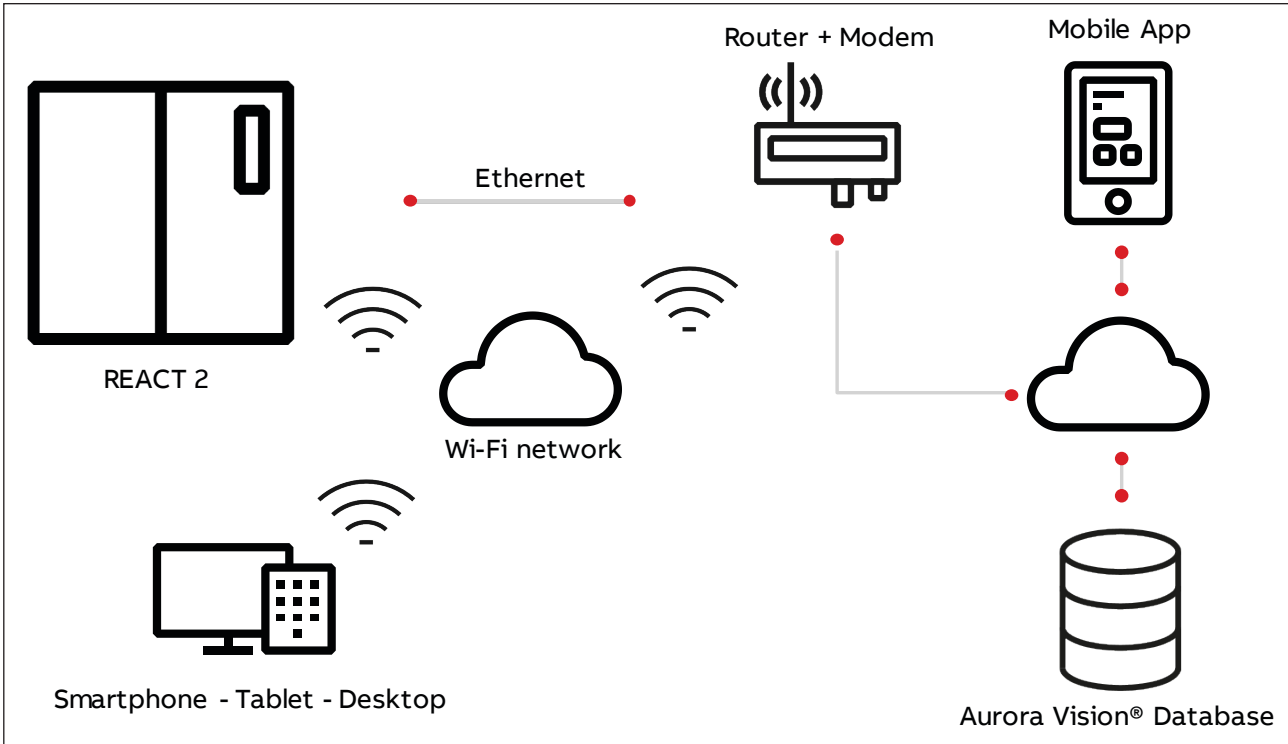 Router + Modem
Mobile App
Ethernet
REACT 2
Wi-Fi network
Smartphone - Tablet - Desktop
Aurora Vision® Database